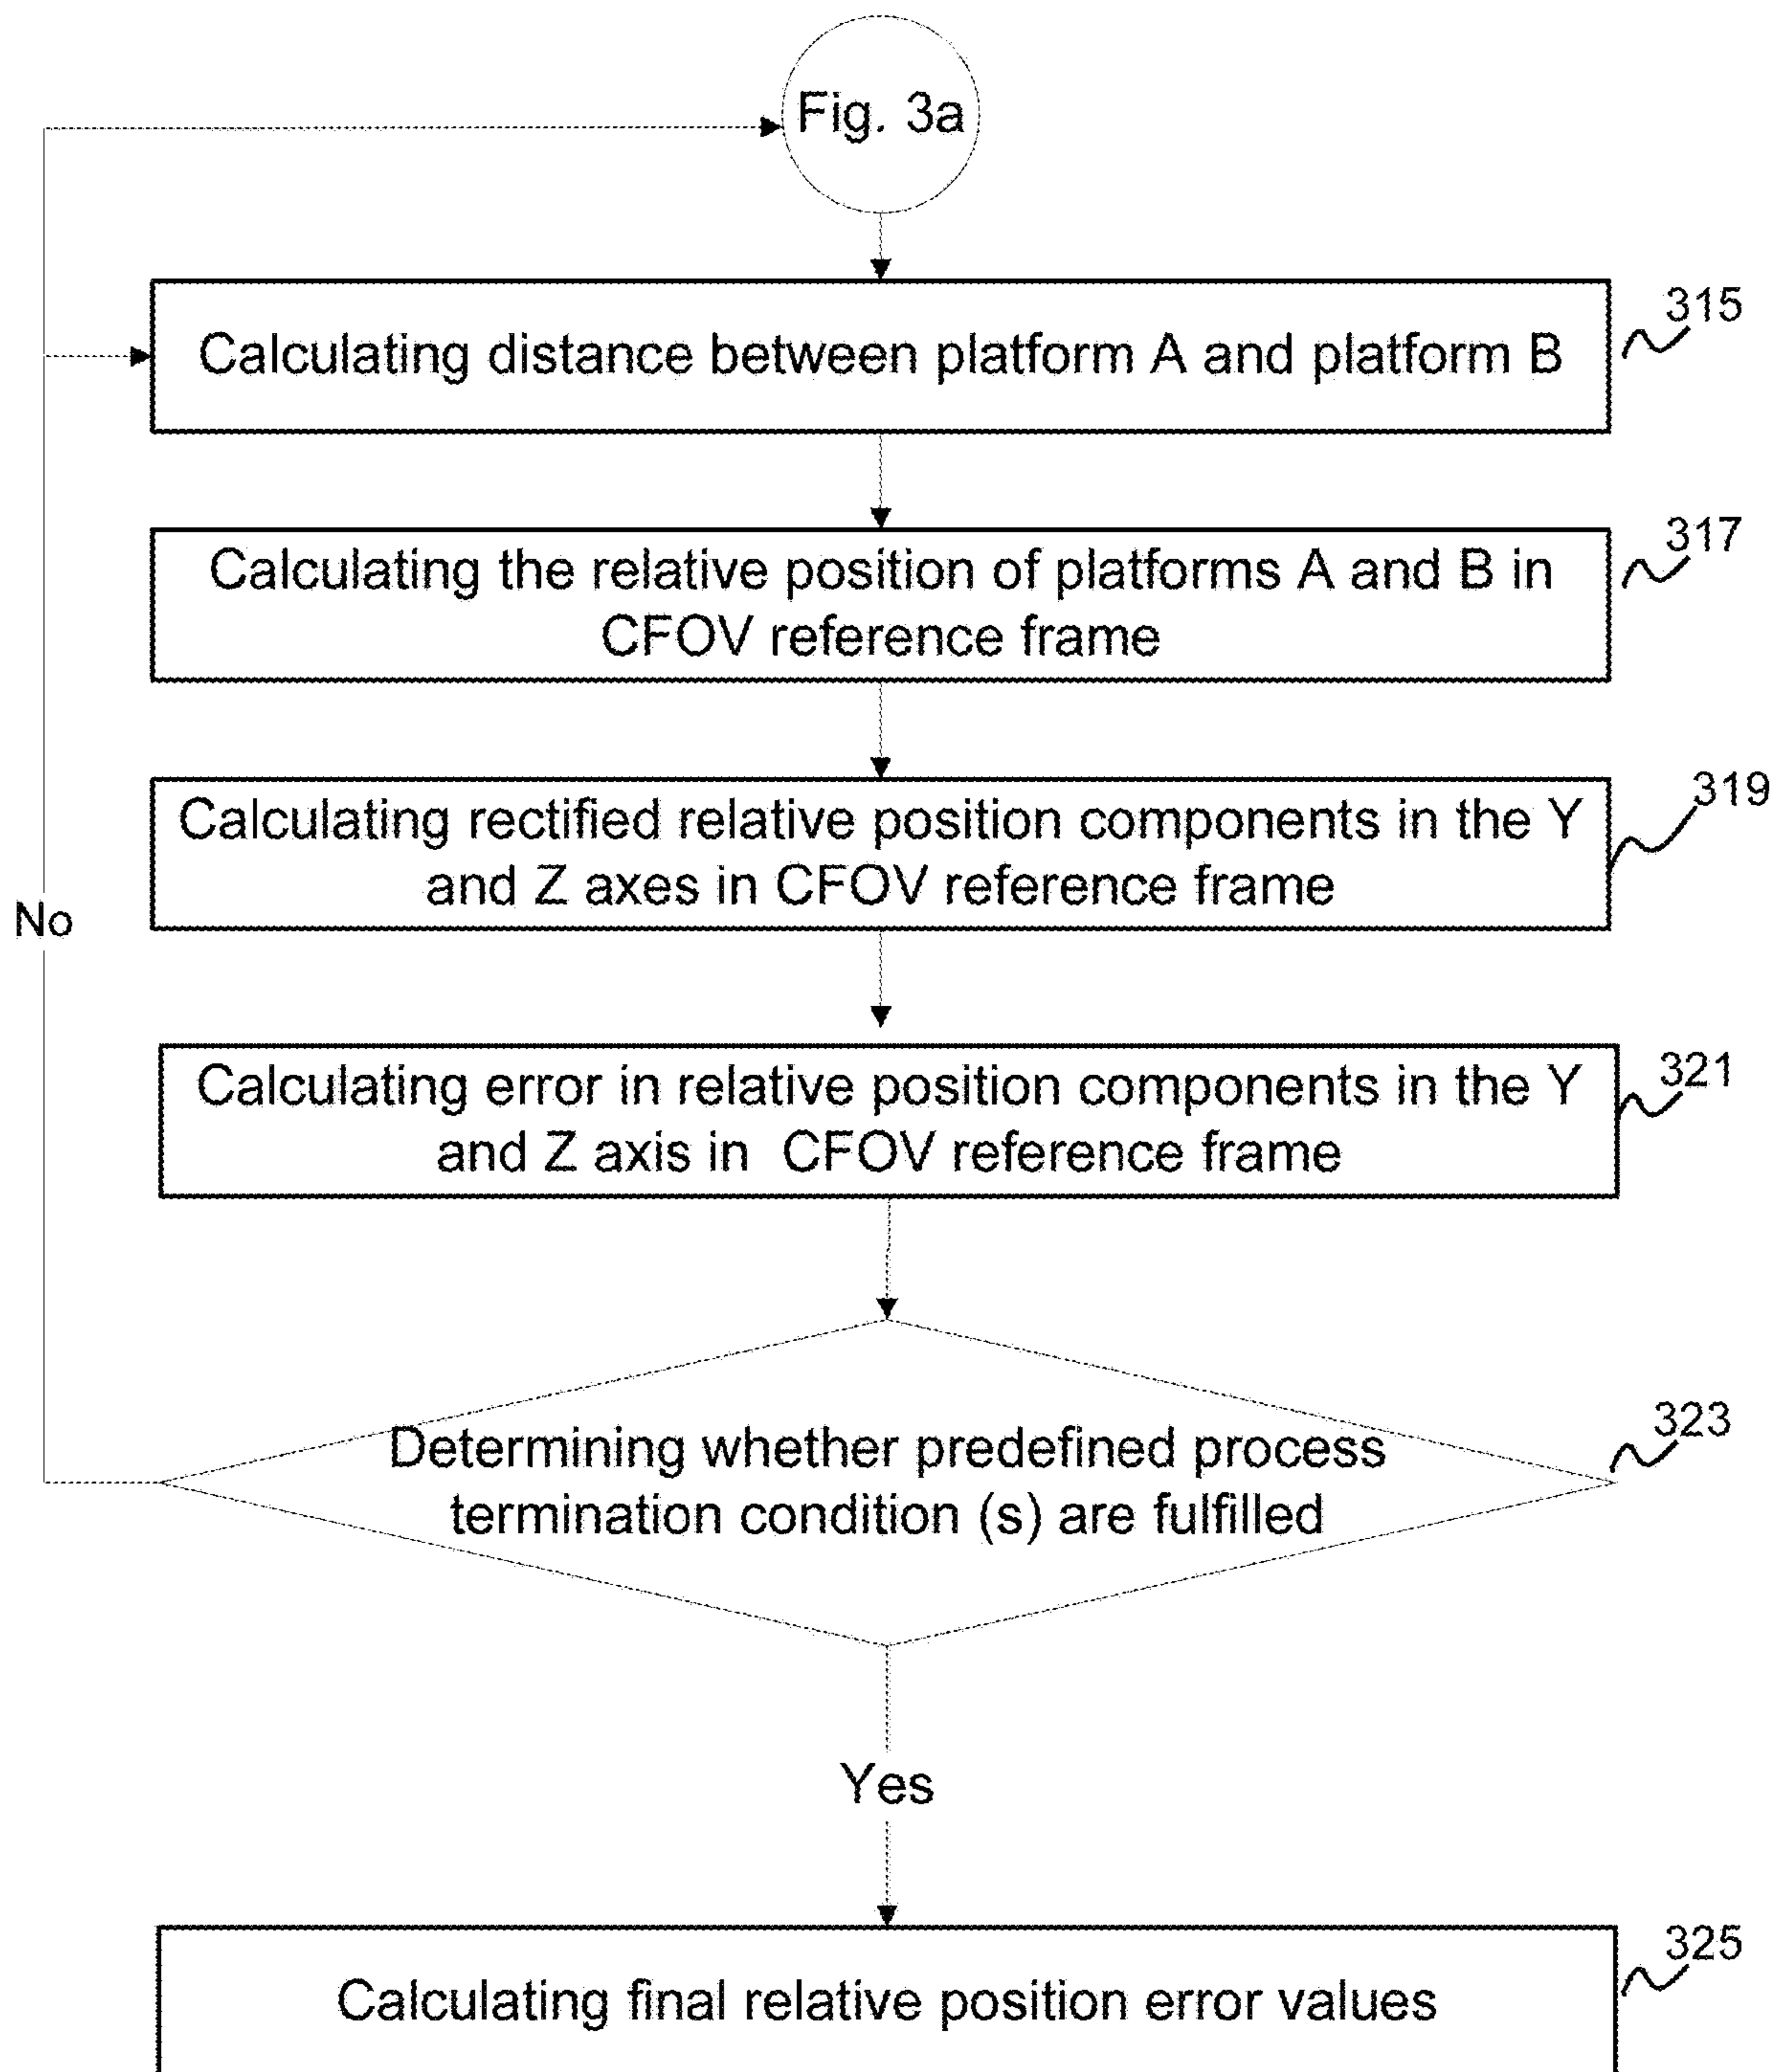 Fig. 3a
315
Calculating distance between platform A and platform B
317
Calculating the relative position of platforms A and B in
CFOV reference frame
319
Calculating rectified relative position components in the Y
and Z axes in CFOV reference frame
No
321
Calculating error in relative position components in the Y
and Z axis in CFOV reference frame
323
Determining whether predefined process
termination condition (s) are fulfilled
Yes
325
Calculating final relative position error values